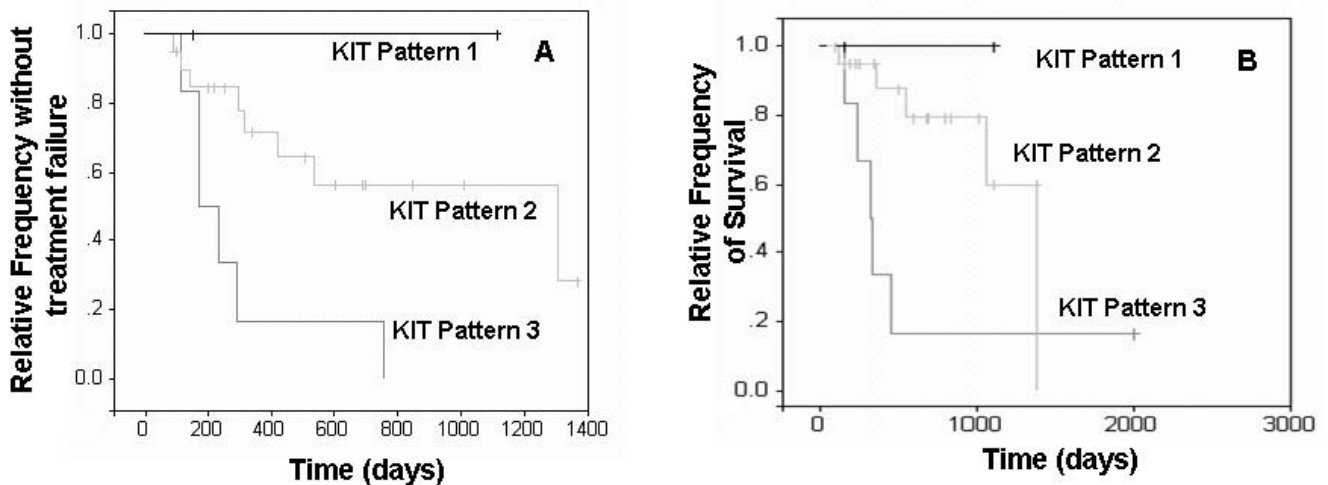 Relative Frequency without
treatment failure
1.0
.8
.6
.4
.2
0.0
KIT Pattern 1
A
KIT Pattern 2
KIT Pattern 3
0 200 400 600 800 1000 1200 1400
Time (days)
Relative Frequency
of Survival
1.0
.8
.6
.4
.2
0.0
KIT Pattern 1
B
KIT Pattern 2
KIT Pattern 3
0 1000 2000 3000
Time (days)